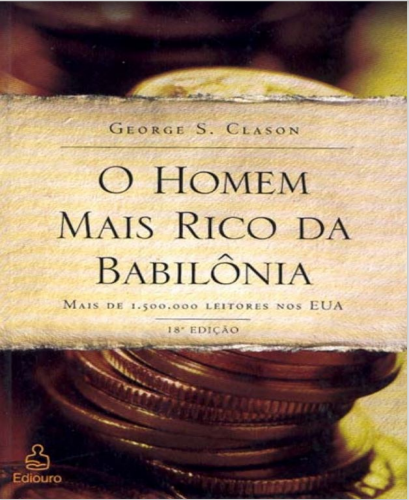 GEORGE S. CLASON
O HOMEM
MAIS RICO DA
BABILÔNIA
MAIS DE 1.500.000 LEITORES NOS EUA
18ª EDIÇÃO
Ediouro